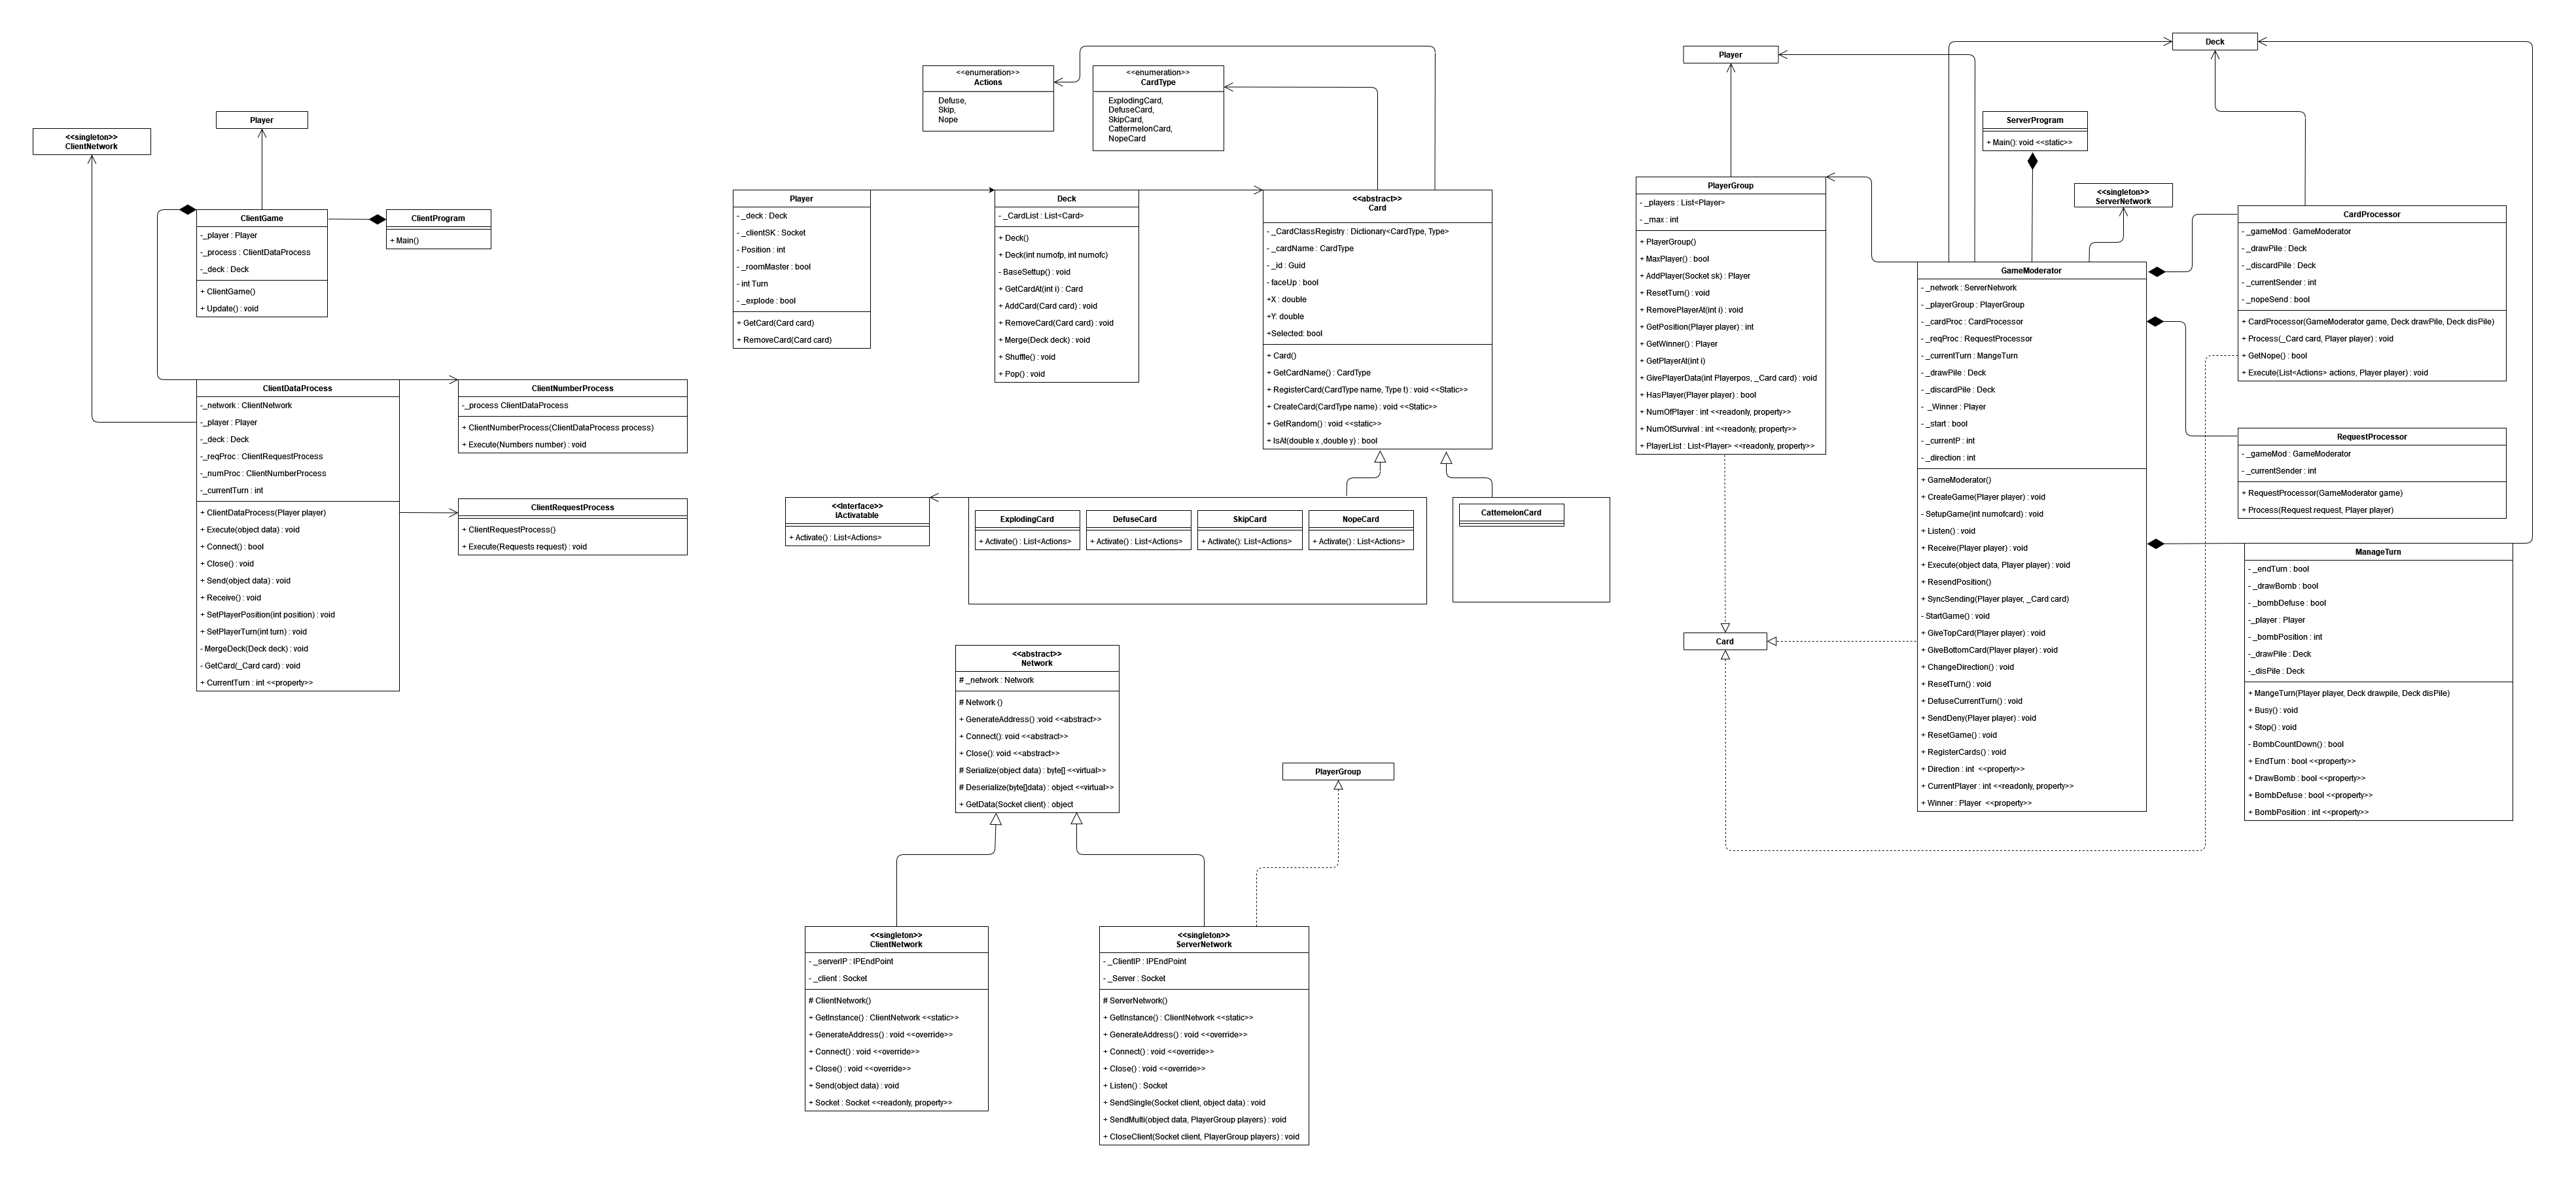 <<singleton>>
ClientNetwork
Player
ClientGame
-_player : Player
-_process : ClientDataProcess
-_deck : Deck
+ ClientGame()
+ Update() : void
ClientProgram
+ Main()
ClientDataProcess
-_network : ClientNetwork
-_player : Player
-_deck : Deck
-_reqProc : ClientRequestProcess
-_numProc : ClientNumberProcess
-_currentTurn : int
+ ClientDataProcess(Player player)
+ Execute(object data) : void
+ Connect() : bool
+ Close() : void
+ Send(object data) : void
+ Receive() : void
+ SetPlayerPosition(int position) : void
+ SetPlayerTurn(int turn) : void
- MergeDeck(Deck deck) : void
- GetCard(_Card card) : void
+ CurrentTurn : int <<property>>
ClientNumberProcess
-_process ClientDataProcess
+ ClientNumberProcess(ClientDataProcess process)
+ Execute(Numbers number) : void
ClientRequestProcess
+ ClientRequestProcess()
+ Execute(Requests request) : void
<<enumeration>>
Actions
Defuse,
Skip,
Nope
<<enumeration>>
CardType
ExplodingCard,
DefuseCard,
SkipCard,
CattermelonCard,
NopeCard
Player
- _deck : Deck
- _clientSK : Socket
- Position : int
- _roomMaster : bool
- int Turn
- _explode : bool
+ GetCard(Card card)
+ RemoveCard(Card card)
Deck
- _CardList : List<Card>
+ Deck()
+ Deck(int numofp, int numofc)
- BaseSettup() : void
+ GetCardAt(int i) : Card
+ AddCard(Card card) : void
+ RemoveCard(Card card) : void
+ Merge(Deck deck) : void
+ Shuffle() : void
+ Pop() : void
<<abstract>>
Card
- _CardClassRegistry : Dictionary<CardType, Type>
- _cardName : CardType
- _id : Guid
- faceUp : bool
+X : double
+Y: double
+Selected: bool
+ Card()
+ GetCardName() : CardType
+ RegisterCard(CardType name, Type t) : void <<Static>>
+ CreateCard(CardType name) : void <<Static>>
+ GetRandom() : void <<static>>
+ IsAt(double x ,double y) : bool
<<Interface>>
IActivatable
+ Activate() : List<Actions>
ExplodingCard
+ Activate() : List<Actions>
DefuseCard
+ Activate() : List<Actions>
SkipCard
+ Activate(): List<Actions>
NopeCard
+ Activate() : List<Actions>
CattemelonCard
<<abstract>>
Network
# _network : Network
# Network ()
+ GenerateAddress() :void <<abstract>>
+ Connect(): void <<abstract>>
+ Close(): void <<abstract>>
# Serialize(object data) : byte[] <<virtual>>
# Deserialize(byte[]data) : object <<virtual>>
+ GetData(Socket client) : object
PlayerGroup
<<singleton>>
ClientNetwork
- _serverIP : IPEndPoint
- _client : Socket
# ClientNetwork()
+ GetInstance() : ClientNetwork <<static>>
+ GenerateAddress() : void <<override>>
+ Connect() : void <<override>>
+ Close() : void <<override>>
+ Send(object data) : void
+ Socket : Socket <<readonly, property>>
<<singleton>>
ServerNetwork
- _ClientIP : IPEndPoint
- _Server : Socket
# ServerNetwork()
+ GetInstance() : ClientNetwork <<static>>
+ GenerateAddress() : void <<override>>
+ Connect() : void <<override>>
+ Close() : void <<override>>
+ Listen() : Socket
+ SendSingle(Socket client, object data) : void
+ SendMulti(object data, PlayerGroup players) : void
+ CloseClient(Socket client, PlayerGroup players) : void
Player
Deck
ServerProgram
+ Main(): void <<static>>
<<singleton>>
ServerNetwork
PlayerGroup
- _players : List<Player>
- _max : int
+ PlayerGroup()
+ MaxPlayer() : bool
+ AddPlayer(Socket sk) : Player
+ ResetTurn() : void
+ RemovePlayerAt(int i) : void
+ GetPosition(Player player) : int
+ GetWinner() : Player
+ GetPlayerAt(int i)
+ GivePlayerData(int Playerpos, _Card card) : void
+ HasPlayer(Player player) : bool
+ NumOfPlayer : int <<readonly, property>>
+ NumOfSurvival : int <<readonly, property>>
+ PlayerList : List<Player> <<readonly, property>>
Card
GameModerator
- _network : ServerNetwork
- _playerGroup : PlayerGroup
- _cardProc : CardProcessor
- _reqProc : RequestProcessor
- _currentTurn : MangeTurn
- _drawPile : Deck
- _discardPile : Deck
- _Winner : Player
- _start : bool
- _currentP : int
- _direction : int
+ GameModerator()
+ CreateGame(Player player) : void
- SetupGame(int numofcard) : void
+ Listen() : void
+ Receive(Player player) : void
+ Execute(object data, Player player) : void
+ ResendPosition()
+ SyncSending(Player player, _Card card)
- StartGame() : void
+ GiveTopCard(Player player) : void
+ GiveBottomCard(Player player) : void
+ ChangeDirection() : void
+ ResetTurn() : void
+ DefuseCurrentTurn() : void
+ SendDeny(Player player) : void
+ ResetGame() : void
+ RegisterCards() : void
+ Direction : int <<property>>
+ CurrentPlayer : int <<readonly, property>>
+ Winner : Player <<property>>
CardProcessor
- _gameMod : GameModerator
- _drawPile : Deck
- _discardPile : Deck
- _currentSender : int
- _nopeSend : bool
+ CardProcessor(GameModerator game, Deck drawPile, Deck disPile)
+ Process(_Card card, Player player) : void
+ GetNope() : bool
+ Execute(List<Actions> actions, Player player) : void
RequestProcessor
- _gameMod : GameModerator
- _currentSender : int
+ RequestProcessor(GameModerator game)
+ Process(Request request, Player player)
ManageTurn
- _endTurn : bool
- _drawBomb : bool
- _bombDefuse : bool
-_player : Player
- _bombPosition : int
-_drawPile : Deck
-_disPile : Deck
+ MangeTurn(Player player, Deck drawpile, Deck disPile)
+ Busy() : void
+ Stop() : void
- BombCountDown() : bool
+ EndTurn : bool <<property>>
+ DrawBomb : bool <<property>>
+ BombDefuse : bool <<property>>
+ BombPosition : int <<property>>